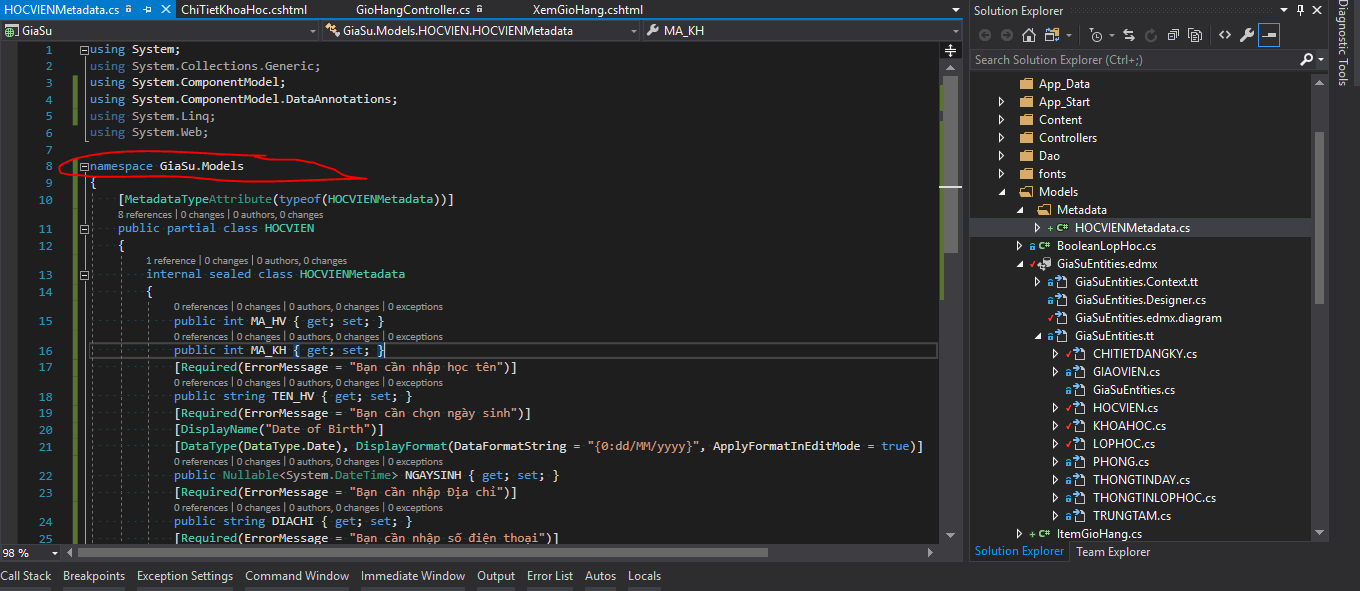 HOCVIENMetadata.cs
ChiTietKhoaHoc.cshtml
GioHangController.cs
XemGioHang.cshtml
GiaSu
GiaSu.Models.HOCVIEN.HOCVIENMetadata
MA_KH
1 using System;
2 using System.Collections.Generic;
3 using System.ComponentModel;
4 using System.ComponentModel.DataAnnotations;
5 using System.Linq;
6 using System.Web;
7
8 namespace GiaSu.Models
9 {
10 [MetadataTypeAttribute(typeof(HOCVIENMetadata))]
8 references | 0 changes | 0 authors, 0 changes
11 public partial class HOCVIEN
12 {
1 reference | 0 changes | 0 authors, 0 changes
13 internal sealed class HOCVIENMetadata
14 {
0 references | 0 changes | 0 authors, 0 changes | 0 exceptions
15 public int MA_HV { get; set; }
0 references | 0 changes | 0 authors, 0 changes | 0 exceptions
16 public int MA_KH { get; set; }
17 [Required(ErrorMessage = "Bạn cần nhập học tên")]
0 references | 0 changes | 0 authors, 0 changes | 0 exceptions
18 public string TEN_HV { get; set; }
19 [Required(ErrorMessage = "Bạn cần chọn ngày sinh")]
20 [DisplayName("Date of Birth")]
21 [DataType(DataType.Date), DisplayFormat(DataFormatString = "{0:dd/MM/yyyy}", ApplyFormatInEditMode = true)]
0 references | 0 changes | 0 authors, 0 changes | 0 exceptions
22 public Nullable<System.DateTime> NGAYSINH { get; set; }
23 [Required(ErrorMessage = "Bạn cần nhập Địa chỉ")]
0 references | 0 changes | 0 authors, 0 changes | 0 exceptions
24 public string DIACHI { get; set; }
25 [Required(ErrorMessage = "Bạn cần nhập số điện thoại")]
98 %
Call Stack Breakpoints Exception Settings Command Window Immediate Window Output Error List Autos Locals
Solution Explorer
Search Solution Explorer (Ctrl+;)
App_Data
App_Start
Content
Controllers
Dao
fonts
Models
Metadata
HOCVIENMetadata.cs
BooleanLopHoc.cs
GiaSuEntities.edmx
GiaSuEntities.Context.tt
GiaSuEntities.Designer.cs
GiaSuEntities.edmx.diagram
GiaSuEntities.tt
CHITIETDANGKY.cs
GIAOVIEN.cs
GiaSuEntities.cs
HOCVIEN.cs
KHOAHOC.cs
LOPHOC.cs
PHONG.cs
THONGTINDAY.cs
THONGTINLOPHOC.cs
TRUNGTAM.cs
ItemGioHang.cs
Solution Explorer Team Explorer
Diagnostic Tools